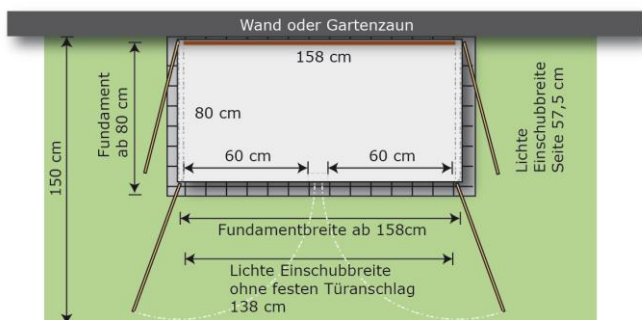 Wand oder Gartenzaun
158 cm
Fundament
ab 80 cm
80 cm
150 cm
60 cm
60 cm
Lichte
Einschubbreite
Seite 57,5 cm
Fundamentbreite ab 158cm
Lichte Einschubbreite
ohne festen Türanschlag
138 cm